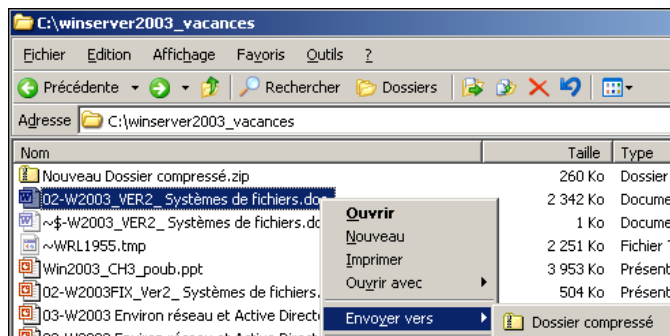 C:\winserver2003_vacances
Fichier Edition Affichage Favoris Outils ?
Précédente Rechercher Dossiers
Adresse C:\winserver2003_vacances
Nom Taille Type
Nouveau Dossier compressé.zip 260 Ko Dossier
02-W2003_VER2_ Systèmes de fichiers.doc 2 342 Ko Docume
~$-W2003_VER2_ Systèmes de fichiers.dc 1 Ko Docume
~WRL1955.tmp 2 251 Ko Fichier
Win2003_CH3_poub.ppt 3 953 Ko Présent
02-W2003FIX_Ver2_ Systèmes de fichiers. 504 Ko Présent
03-W2003 Environ réseau et Active Directo
Ouvrir
Nouveau
Imprimer
Ouvrir avec
Envoyer vers
Dossier compressé